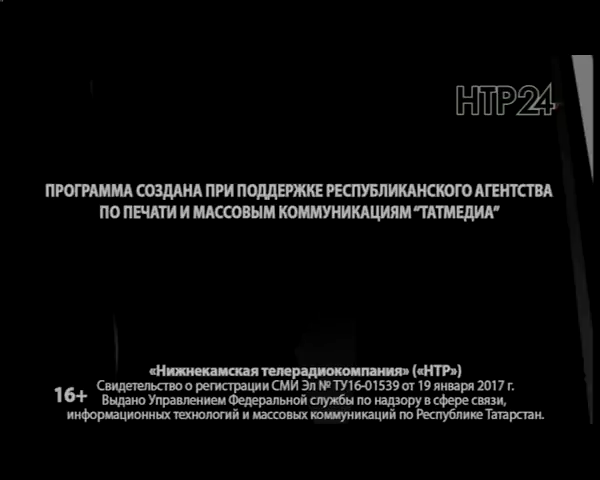 НТР24
ПРОГРАММА СОЗДАНА ПРИ ПОДДЕРЖКЕ РЕСПУБЛИКАНСКОГО АГЕНТСТВА
ПО ПЕЧАТИ И МАССОВЫМ КОММУНИКАЦИЯМ "ТАТМЕДИА"
«Нижнекамская телерадиокомпания» («НТР»)
Свидетельство о регистрации СМИ Эл № ТУ16-01539 от 19 января 2017 г.
16+
Выдано Управлением Федеральной службы по надзору в сфере связи,
информационных технологий и массовых коммуникаций по Республике Татарстан.